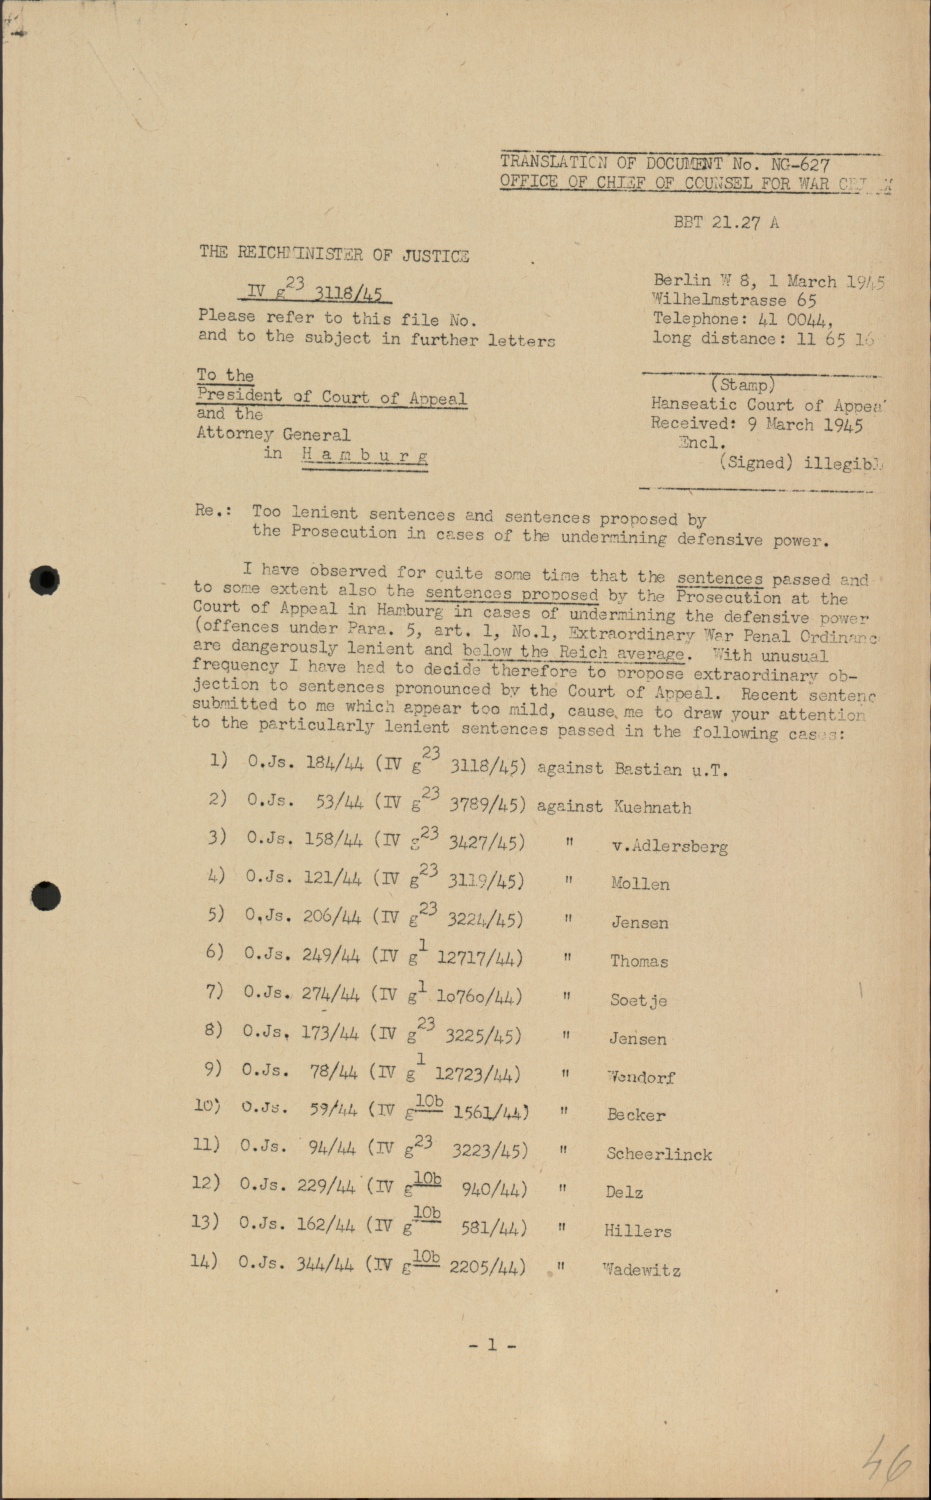 TRANSLATION OF DOCUMENT No. NG-627
OFFICE OF CHIEF OF COUNSEL FOR WAR
BBT 21.27 A
THE REICHMINISTER OF JUSTICE
IV g23 3118/45
Please refer to this file No.
and to the subject in further letters
Berlin W 8, 1 March 1945
Wilhelmstrasse 65
Telephone: 41 0044,
long distance: 11 65 16
To the
President of Court of Appeal
and the
Attorney General
in H a m b u r g
(Stamp)
Hanseatic Court of Appea
Received: 9 March 1945
Encl.
(Signed) illegibl
Re.: Too lenient sentences and sentences proposed by
the Prosecution in cases of the undermining defensive power.
I have observed for quite some time that the sentences passed and
to some extent also the sentences proposed by the Prosecution at the
Court of Appeal in Hamburg in cases of undermining the defensive power
(offences under Para. 5, art. 1, No.1, Extraordinary War Penal Ordinanc
are dangerously lenient and below the Reich average. With unusual
frequency I have had to decide therefore to propose extraordinary ob-
jection to sentences pronounced by the Court of Appeal. Recent sentenc
submitted to me which appear too mild, cause me to draw your attention
to the particularly lenient sentences passed in the following cases:
1) O.Js. 184/44 (IV g23 3118/45) against Bastian u.T.
2) O.Js. 53/44 (IV g23 3789/45) against Kuehnath
3) O.Js. 158/44 (IV g23 3427/45) " v.Adlersberg
4) O.Js. 121/44 (IV g23 3119/45) " Mollen
5) O.Js. 206/44 (IV g23 3224/45) " Jensen
6) O.Js. 249/44 (IV g1 12717/44) " Thomas
7) O.Js. 274/44 (IV g1 1o76o/44) " Soetje
8) O.Js. 173/44 (IV g23 3225/45) " Jensen
9) O.Js. 78/44 (IV g1 12723/44) " Wendorf
10) O.Js. 59/44 (IV g10b 1561/44) " Becker
11) O.Js. 94/44 (IV g23 3223/45) " Scheerlinck
12) O.Js. 229/44 (IV g10b 940/44) " Delz
13) O.Js. 162/44 (IV g10b 581/44) " Hillers
14) O.Js. 344/44 (IV g10b 2205/44) " Wadewitz
- 1 -
46